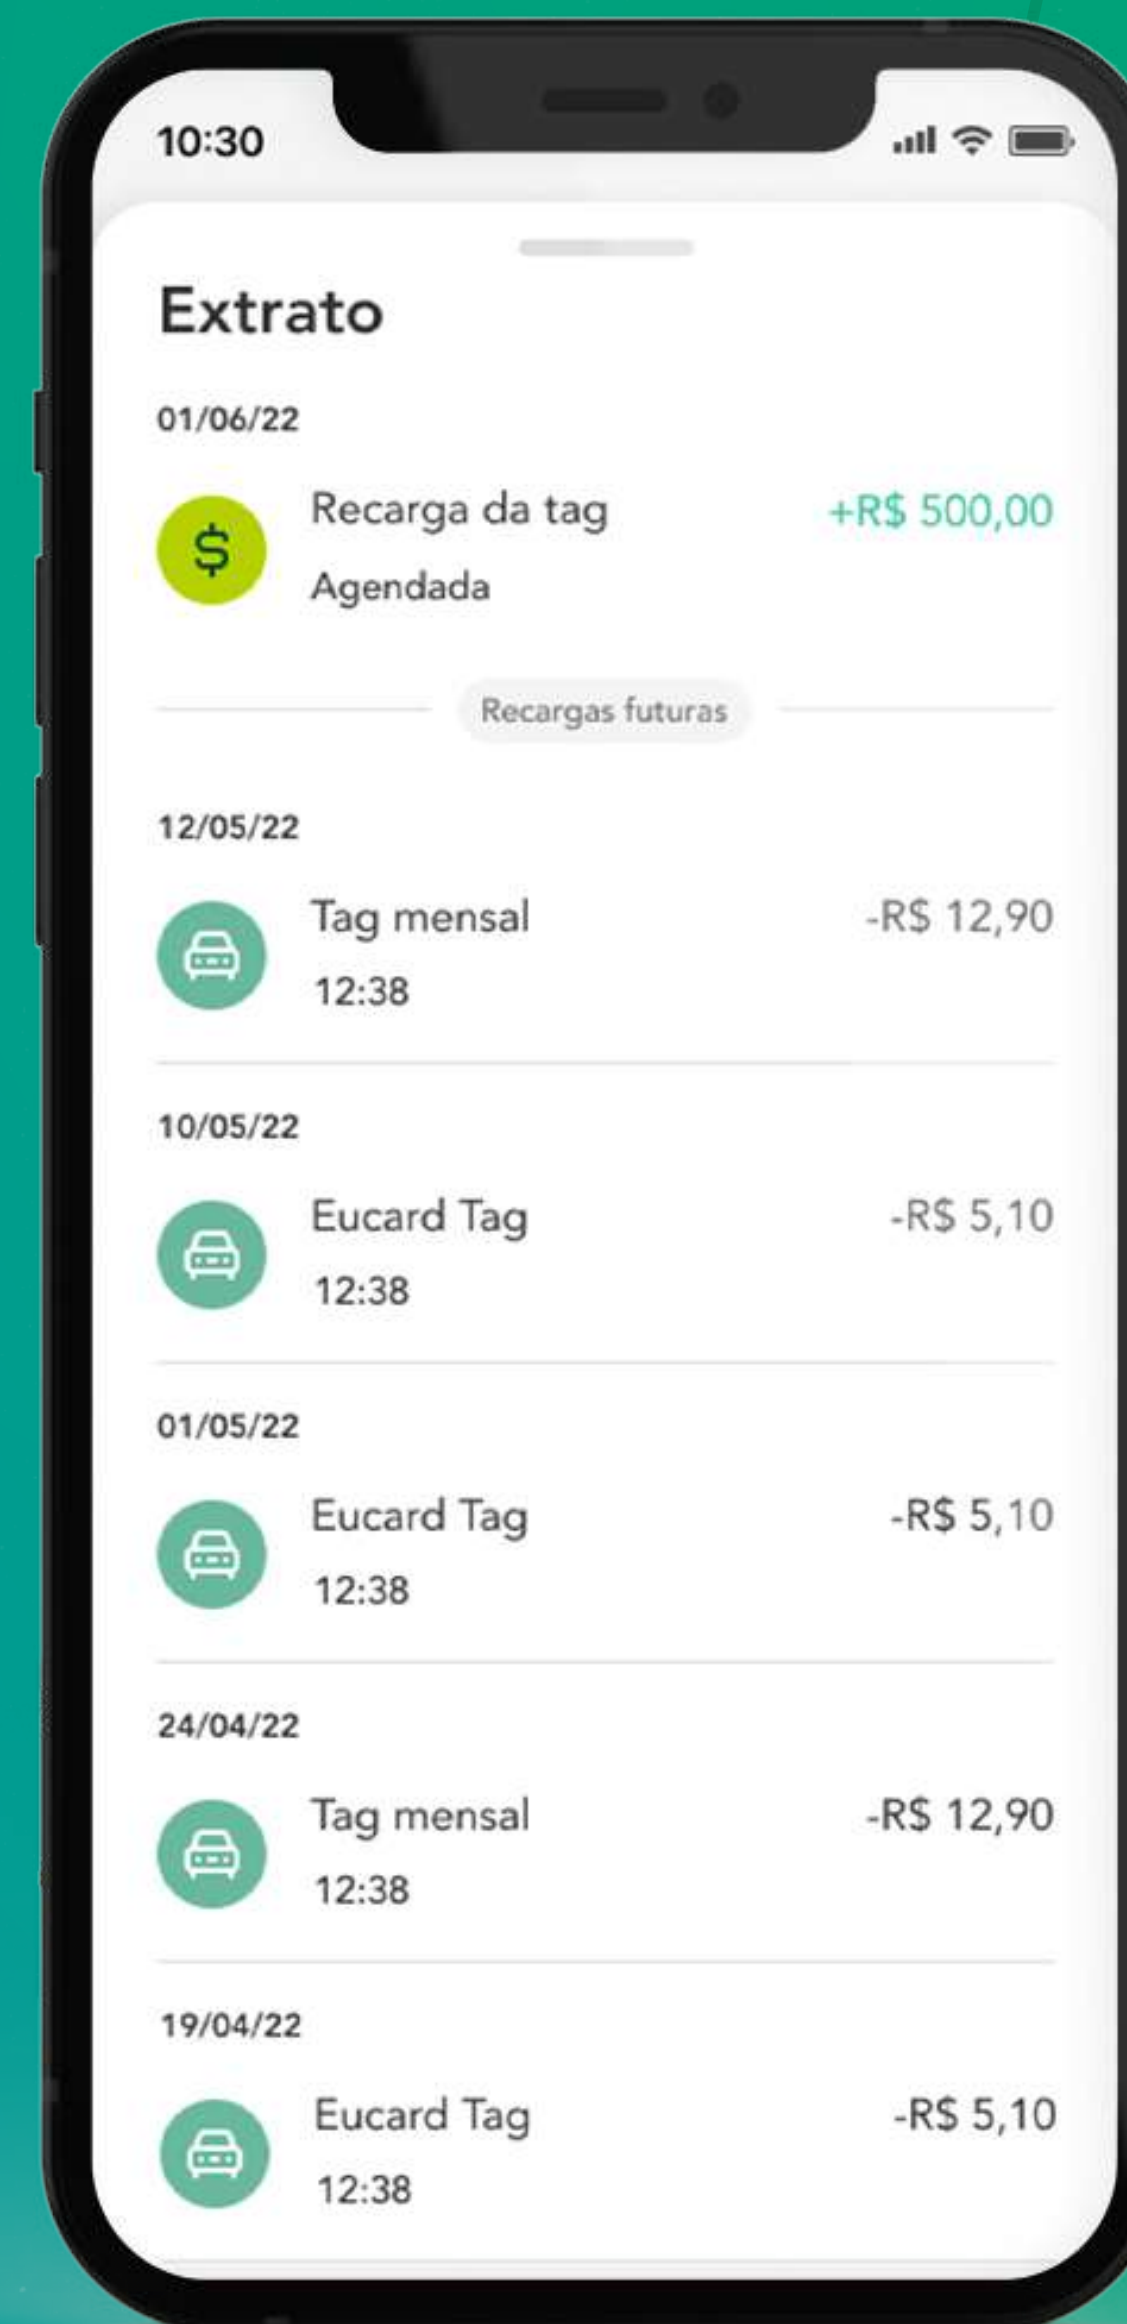 10:30
Extrato
01/06/22
Recarga da tag +R$ 500,00
Agendada
Recargas futuras
12/05/22
Tag mensal -R$ 12,90
12:38
10/05/22
Eucard Tag -R$ 5,10
12:38
01/05/22
Eucard Tag -R$ 5,10
12:38
24/04/22
Tag mensal -R$ 12,90
12:38
19/04/22
Eucard Tag -R$ 5,10
12:38